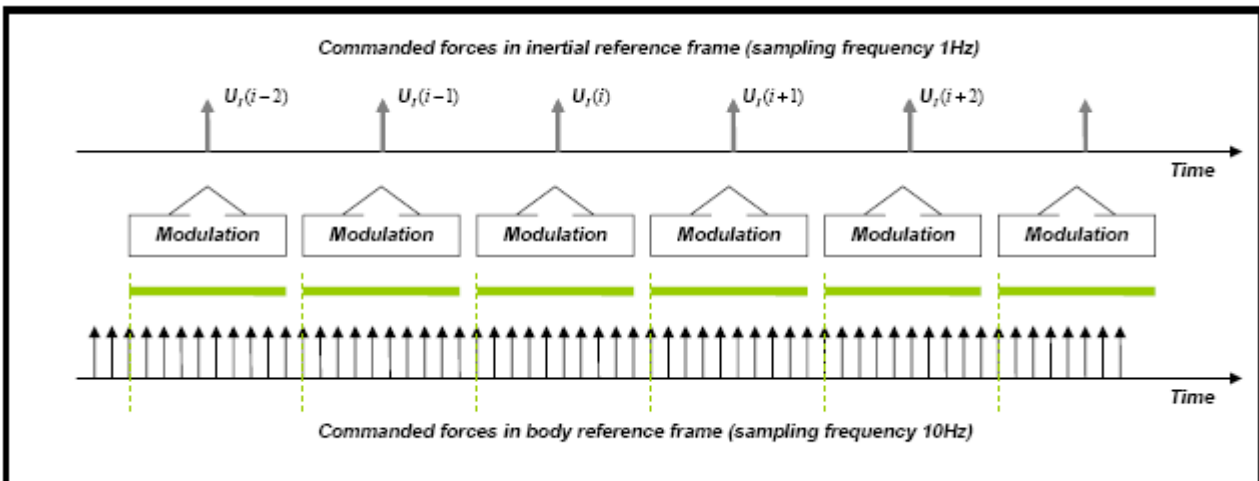 Commanded forces in inertial reference frame (sampling frequency 1Hz)
U_I(i−2) U_I(i−1) U_I(i) U_I(i+1) U_I(i+2)
Time
Modulation Modulation Modulation Modulation Modulation Modulation
Time
Commanded forces in body reference frame (sampling frequency 10Hz)